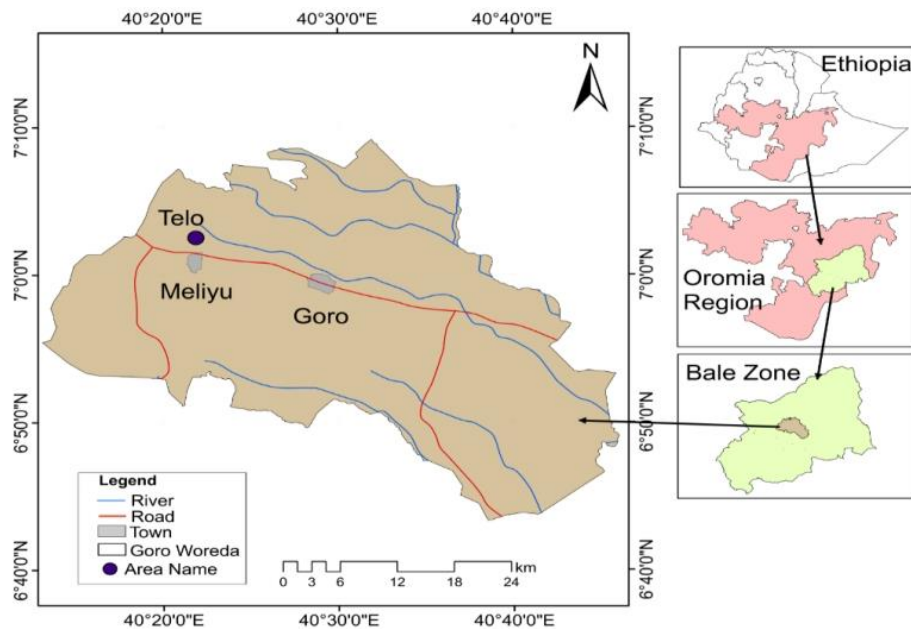 40°20'0"E 40°30'0"E 40°40'0"E
N
7°10'0"N
7°0'0"N
6°50'0"N
6°40'0"N
Telo
Meliyu
Goro
Legend
River
Road
Town
Goro Woreda
Area Name
0 3 6 12 18 24 km
7°10'0"N
7°0'0"N
6°50'0"N
6°40'0"N
40°20'0"E 40°30'0"E 40°40'0"E
Ethiopia
Oromia
Region
Bale Zone